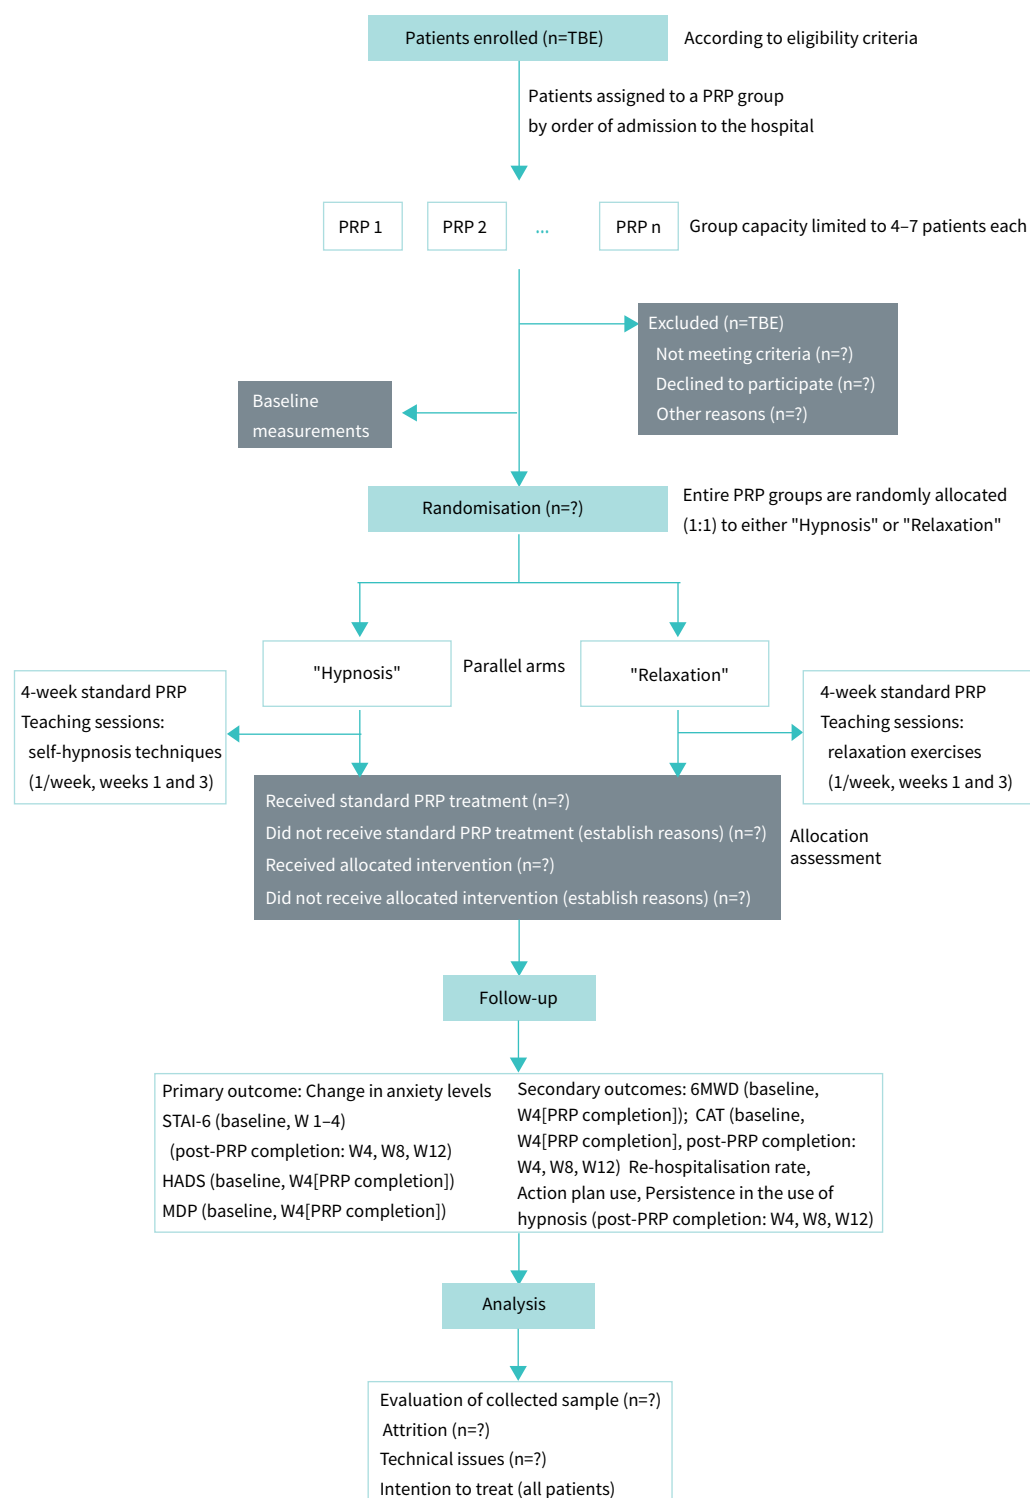 Patients enrolled (n=TBE)
According to eligibility criteria
Patients assigned to a PRP group
by order of admission to the hospital
PRP 1
PRP 2
...
PRP n
Group capacity limited to 4–7 patients each
Excluded (n=TBE)
Not meeting criteria (n=?)
Declined to participate (n=?)
Other reasons (n=?)
Baseline
measurements
Randomisation (n=?)
Entire PRP groups are randomly allocated
(1:1) to either "Hypnosis" or "Relaxation"
"Hypnosis"
Parallel arms
"Relaxation"
4-week standard PRP
Teaching sessions:
self-hypnosis techniques
(1/week, weeks 1 and 3)
4-week standard PRP
Teaching sessions:
relaxation exercises
(1/week, weeks 1 and 3)
Received standard PRP treatment (n=?)
Did not receive standard PRP treatment (establish reasons) (n=?)
Received allocated intervention (n=?)
Did not receive allocated intervention (establish reasons) (n=?)
Allocation
assessment
Follow-up
Primary outcome: Change in anxiety levels
STAI-6 (baseline, W 1–4)
(post-PRP completion: W4, W8, W12)
HADS (baseline, W4[PRP completion])
MDP (baseline, W4[PRP completion])
Secondary outcomes: 6MWD (baseline,
W4[PRP completion]); CAT (baseline,
W4[PRP completion], post-PRP completion:
W4, W8, W12) Re-hospitalisation rate,
Action plan use, Persistence in the use of
hypnosis (post-PRP completion: W4, W8, W12)
Analysis
Evaluation of collected sample (n=?)
Attrition (n=?)
Technical issues (n=?)
Intention to treat (all patients)